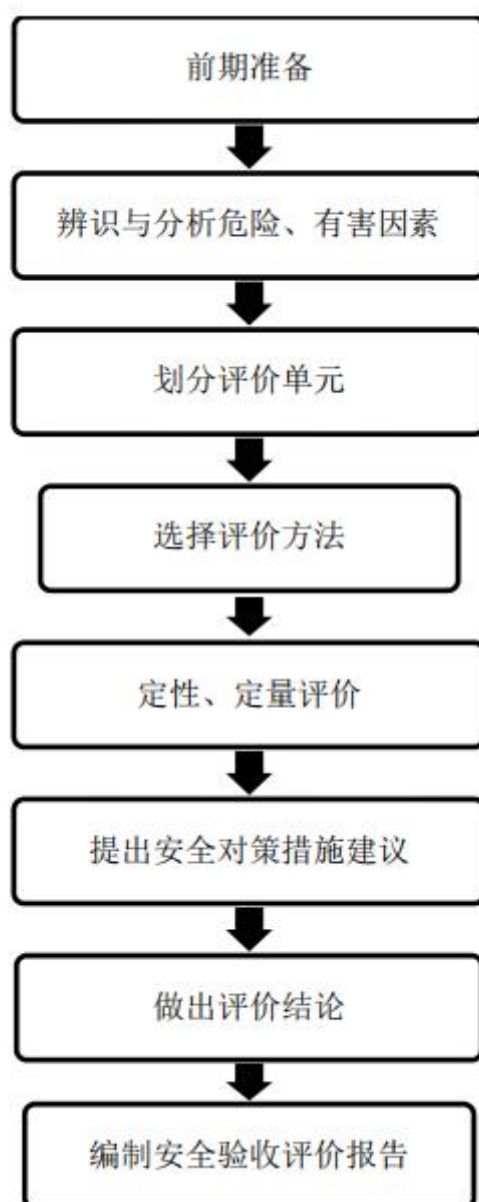 前期准备
辨识与分析危险、有害因素
划分评价单元
选择评价方法
定性、定量评价
提出安全对策措施建议
做出评价结论
编制安全验收评价报告